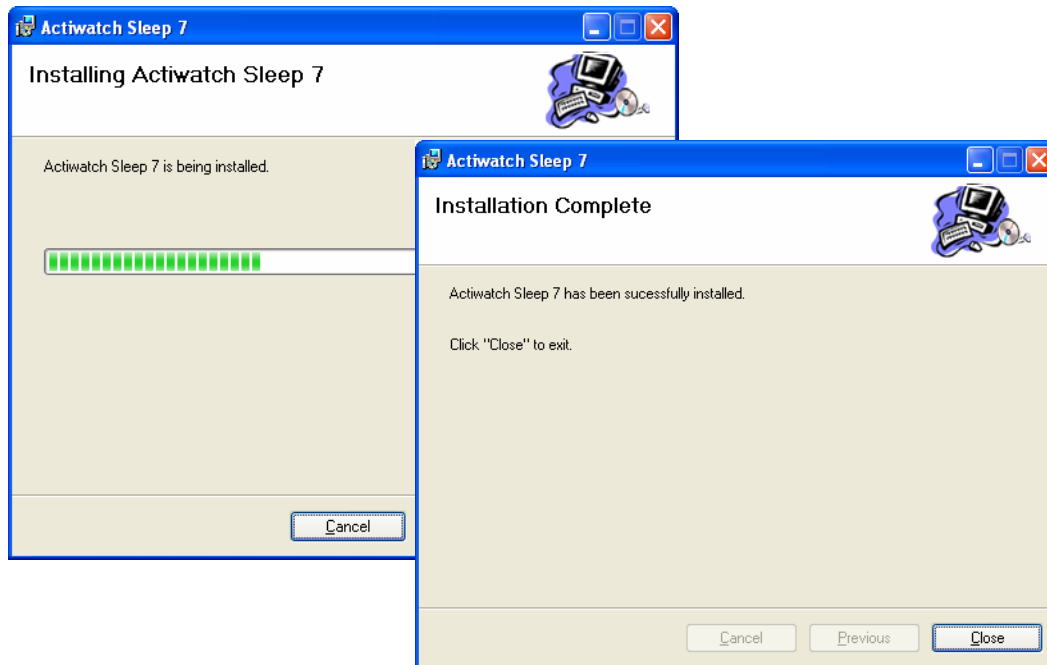 Actiwatch Sleep 7
Installing Actiwatch Sleep 7
Actiwatch Sleep 7 is being installed.
Cancel
Actiwatch Sleep 7
Installation Complete
Actiwatch Sleep 7 has been sucessfully installed.
Click "Close" to exit.
Cancel Previous Close